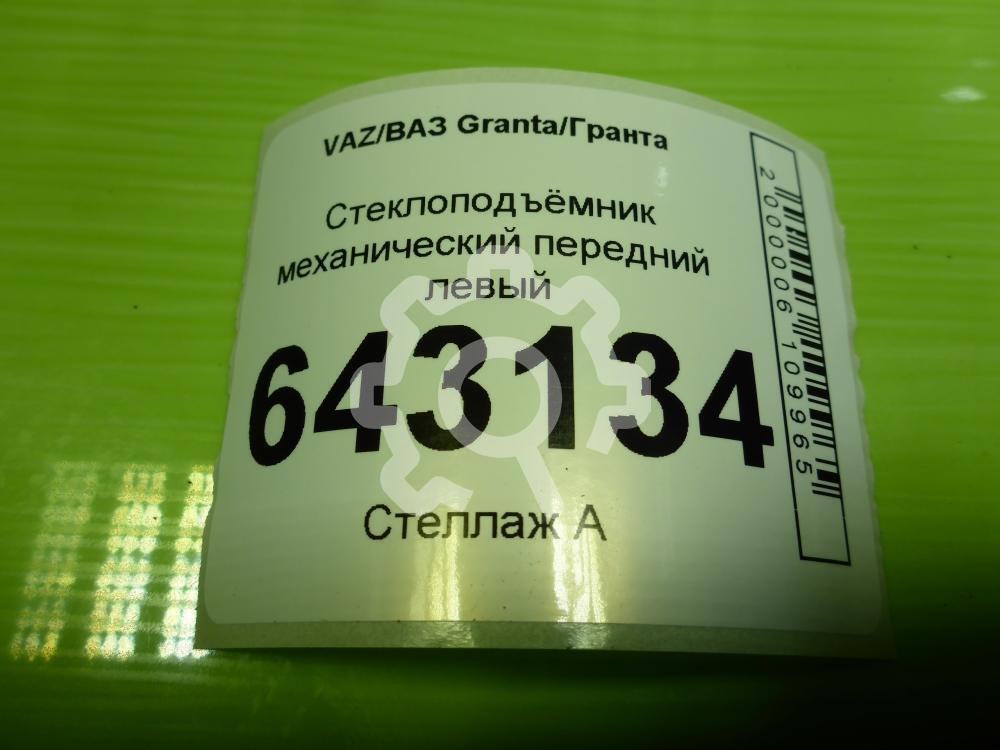 VAZ/ВАЗ Granta/Гранта
Стеклоподъёмник
механический передний
левый
643134
Стеллаж А
2000006109965